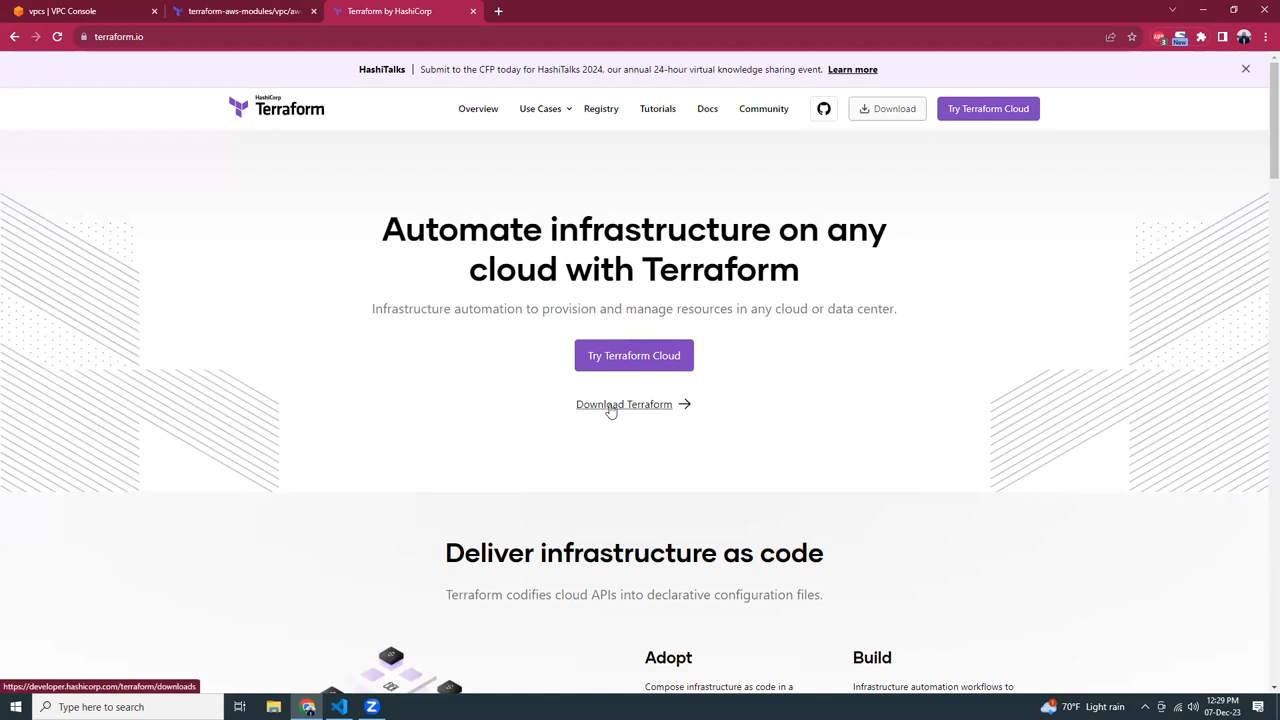 vpcs | VPC Console
terraform-aws-modules/vpc/aw
Terraform by HashiCorp
terraform.io
New
HashiTalks | Submit to the CFP today for HashiTalks 2024, our annual 24-hour virtual knowledge sharing event. Learn more
HashiCorp
Terraform
Overview
Use Cases
Registry
Tutorials
Docs
Community
Download
Try Terraform Cloud
Automate infrastructure on any
cloud with Terraform
Infrastructure automation to provision and manage resources in any cloud or data center.
Try Terraform Cloud
Download Terraform
Deliver infrastructure as code
Terraform codifies cloud APIs into declarative configuration files.
Adopt
Build
Compose infrastructure as code in a
Infrastructure automation workflows to
https://developer.hashicorp.com/terraform/downloads
Type here to search
70°F Light rain
12:29 PM
07-Dec-23